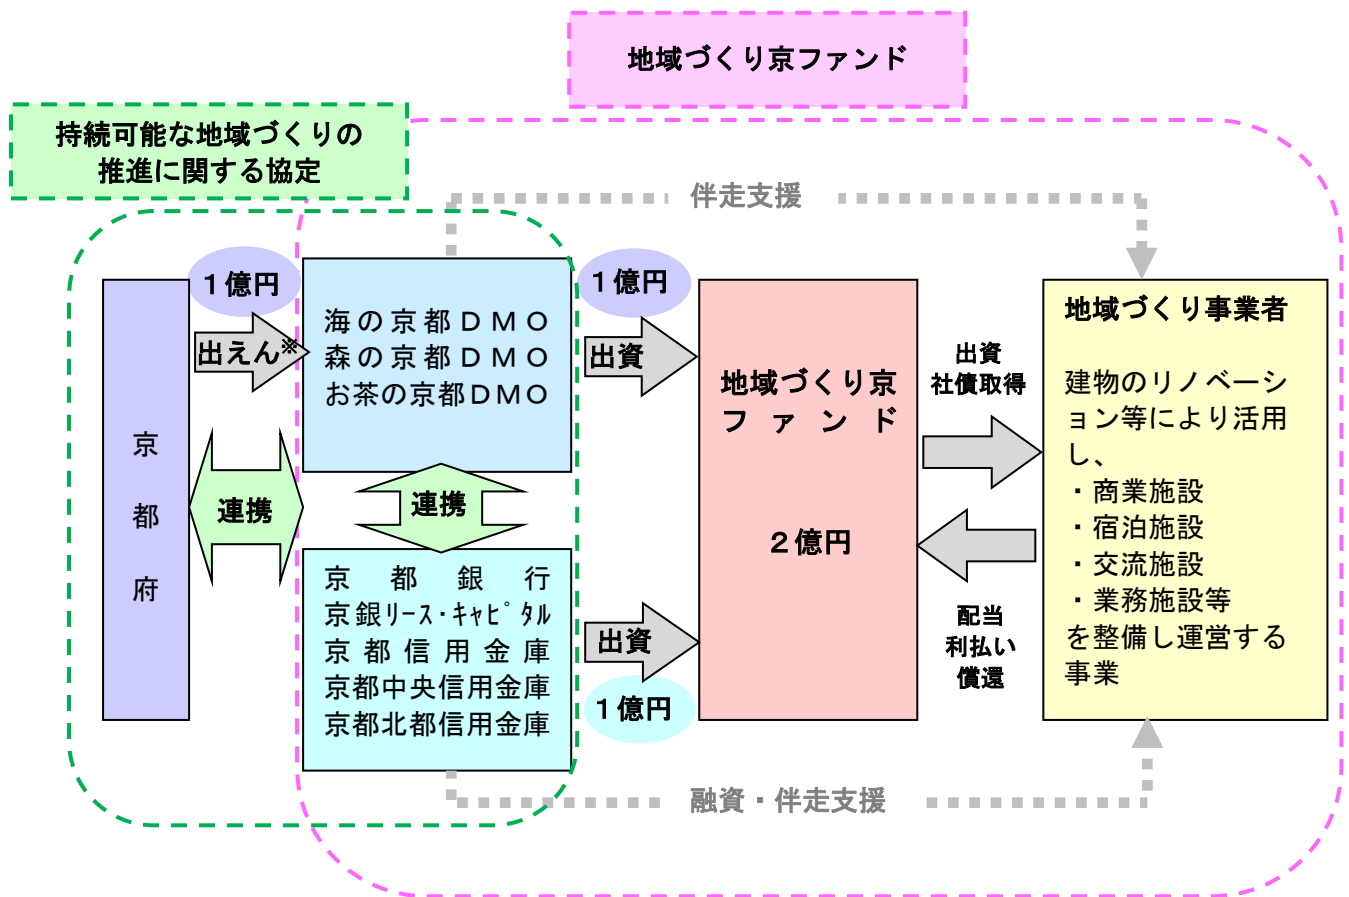 地域づくり京ファンド
持続可能な地域づくりの
推進に関する協定
伴走支援
1億円
出えん※
京
都
府
連携
海の京都DMO
森の京都DMO
お茶の京都DMO
連携
京都銀行
京銀ﾘｰｽ・ｷｬﾋﾟﾀﾙ
京都信用金庫
京都中央信用金庫
京都北都信用金庫
1億円
出資
出資
1億円
地域づくり京
ファンド
2億円
出資
社債取得
配当
利払い
償還
地域づくり事業者
建物のリノベーシ
ョン等により活用
し、
・商業施設
・宿泊施設
・交流施設
・業務施設等
を整備し運営する
事業
融資・伴走支援